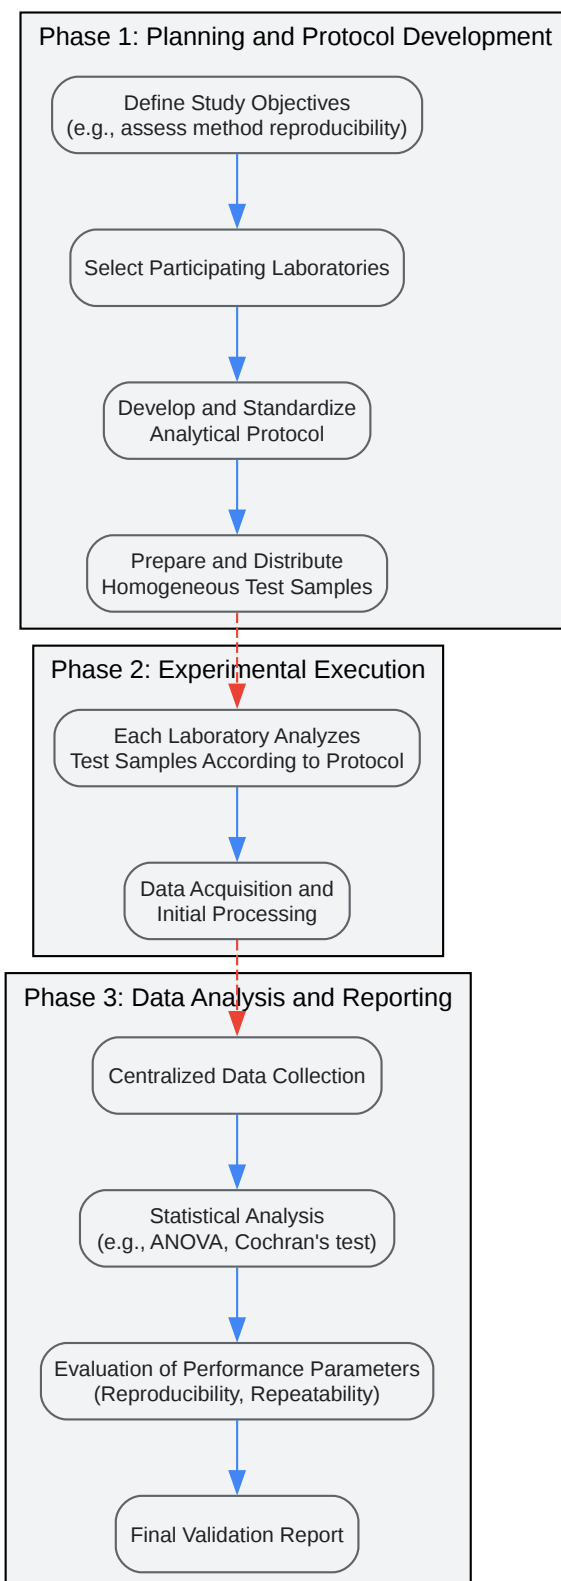 Phase 1: Planning and Protocol Development
Define Study Objectives
(e.g., assess method reproducibility)
Select Participating Laboratories
Develop and Standardize
Analytical Protocol
Prepare and Distribute
Homogeneous Test Samples
Phase 2: Experimental Execution
Each Laboratory Analyzes
Test Samples According to Protocol
Data Acquisition and
Initial Processing
Phase 3: Data Analysis and Reporting
Centralized Data Collection
Statistical Analysis
(e.g., ANOVA, Cochran's test)
Evaluation of Performance Parameters
(Reproducibility, Repeatability)
Final Validation Report